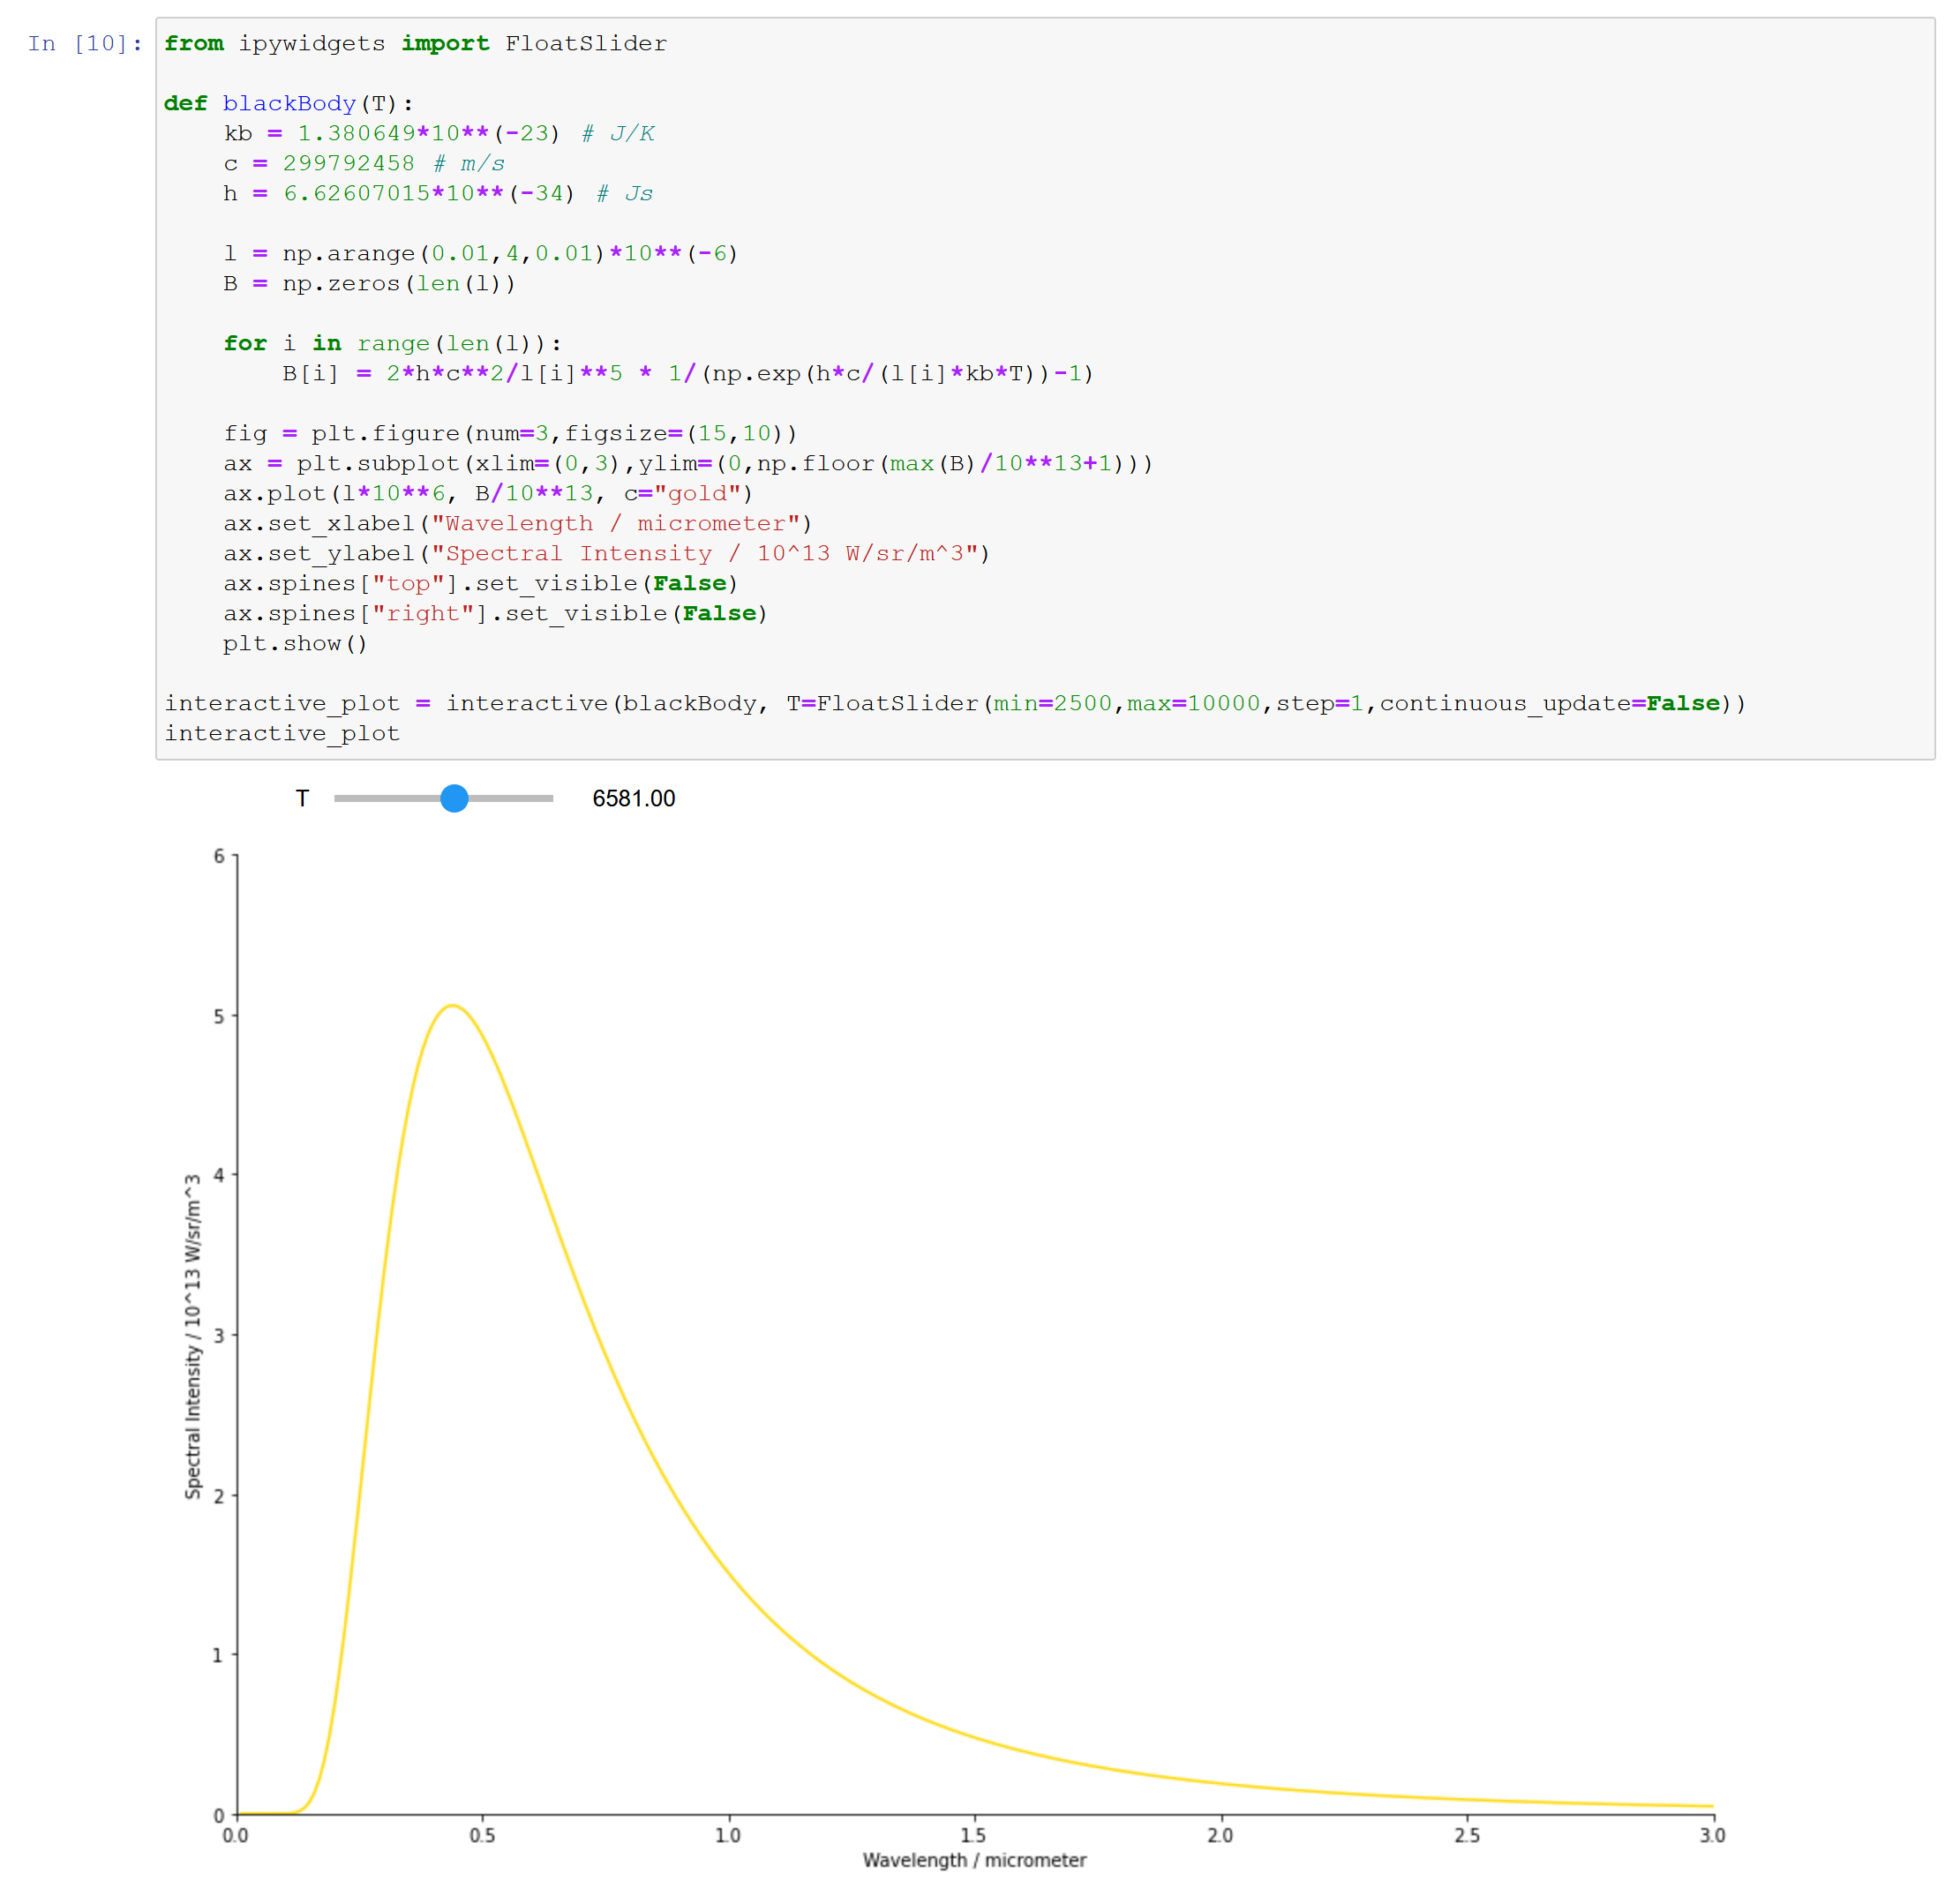 In [10]: from ipywidgets import FloatSlider
def blackBody(T):
kb = 1.380649*10**(-23) # J/K
c = 299792458 # m/s
h = 6.62607015*10**(-34) # Js
l = np.arange(0.01,4,0.01)*10**(-6)
B = np.zeros(len(l))
for i in range(len(l)):
B[i] = 2*h*c**2/l[i]**5 * 1/(np.exp(h*c/(l[i]*kb*T))-1)
fig = plt.figure(num=3,figsize=(15,10))
ax = plt.subplot(xlim=(0,3),ylim=(0,np.floor(max(B)/10**13+1)))
ax.plot(l*10**6, B/10**13, c="gold")
ax.set_xlabel("Wavelength / micrometer")
ax.set_ylabel("Spectral Intensity / 10^13 W/sr/m^3")
ax.spines["top"].set_visible(False)
ax.spines["right"].set_visible(False)
plt.show()
interactive_plot = interactive(blackBody, T=FloatSlider(min=2500,max=10000,step=1,continuous_update=False))
interactive_plot
T 6581.00
6
5
4
3
2
1
0
Spectral Intensity / 10^13 W/sr/m^3
0.0 0.5 1.0 1.5 2.0 2.5 3.0
Wavelength / micrometer